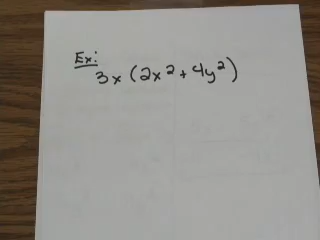 Ex:
3x (2x² + 4y²)